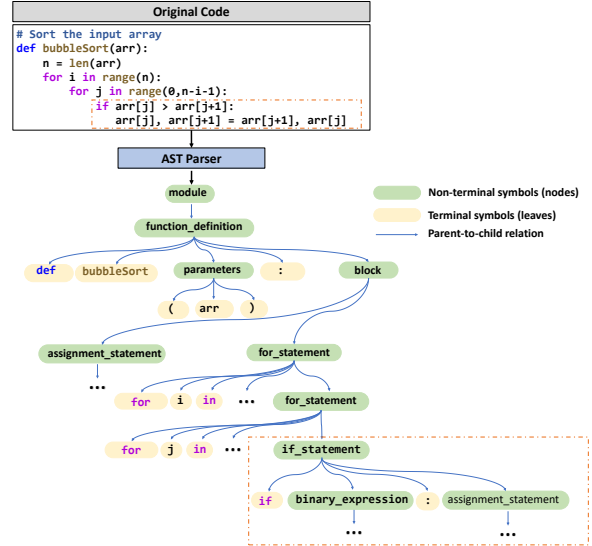 Original Code
# Sort the input array
def bubbleSort(arr):
n = len(arr)
for i in range(n):
for j in range(0,n-i-1):
if arr[j] > arr[j+1]:
arr[j], arr[j+1] = arr[j+1], arr[j]
AST Parser
module
Non-terminal symbols (nodes)
Terminal symbols (leaves)
Parent-to-child relation
function_definition
def bubbleSort parameters : block
( arr )
assignment_statement for_statement
...
for i in ... for_statement
for j in ... if_statement
if binary_expression : assignment_statement
... ...